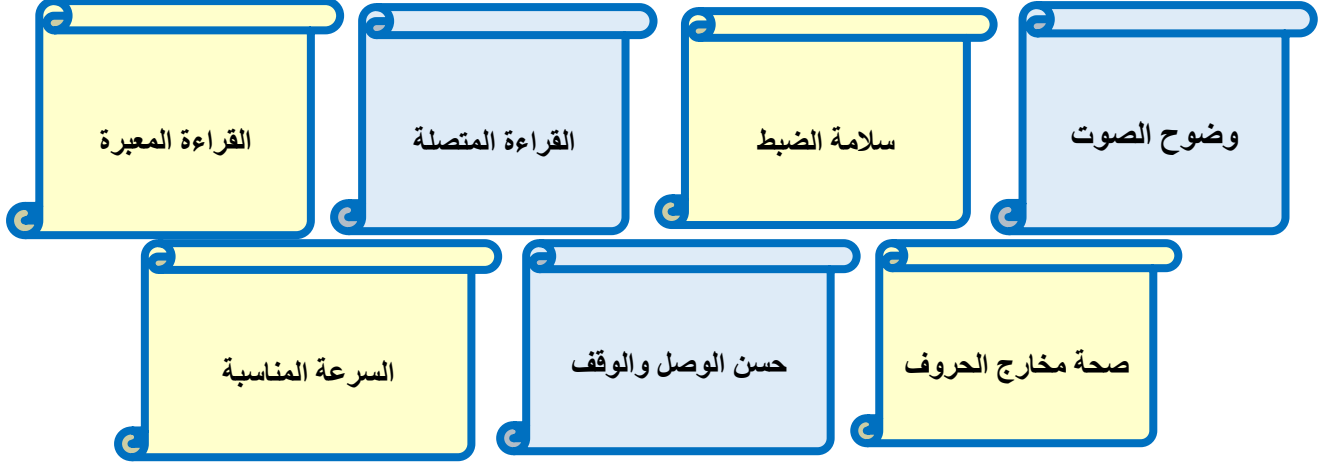 وضوح الصوت
سلامة الضبط
القراءة المتصلة
القراءة المعبرة
صحة مخارج الحروف
حسن الوصل والوقف
السرعة المناسبة